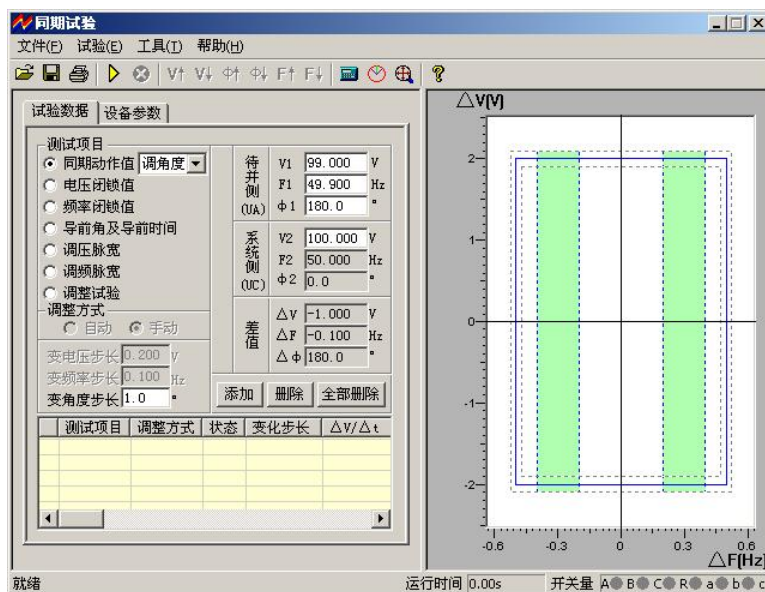 同期试验
文件(F) 试验(E) 工具(T) 帮助(H)
V↑ V↓ Φ↑ Φ↓ F↑ F↓
试验数据 设备参数
测试项目
同期动作值 调角度
电压闭锁值
频率闭锁值
导前角及导前时间
调压脉宽
调频脉宽
调整试验
调整方式
自动 手动
变电压步长 0.200 V
变频率步长 0.100 Hz
变角度步长 1.0 °
待并侧(UA)
V1 99.000 V
F1 49.900 Hz
Φ1 180.0 °
系统侧(UC)
V2 100.000 V
F2 50.000 Hz
Φ2 0.0 °
差值
△V -1.000 V
△F -0.100 Hz
△Φ 180.0 °
添加 删除 全部删除
测试项目 调整方式 状态 变化步长 △V/△t
△V(V)
2
1
0
-1
-2
-0.6 -0.3 0 0.3 0.6
△F(Hz)
就绪 运行时间 0.00s 开关量 A B C R a b c